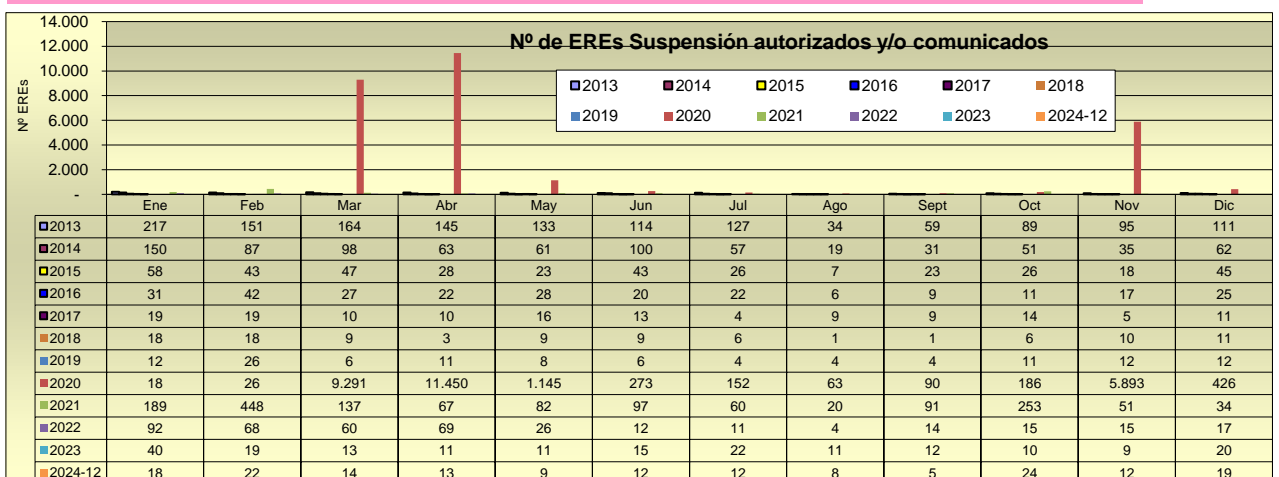 Nº de EREs Suspensión autorizados y/o comunicados
Nº EREs
14.000
12.000
10.000
8.000
6.000
4.000
2.000
-
2013 2014 2015 2016 2017 2018
2019 2020 2021 2022 2023 2024-12
Ene Feb Mar Abr May Jun Jul Ago Sept Oct Nov Dic
2013 217 151 164 145 133 114 127 34 59 89 95 111
2014 150 87 98 63 61 100 57 19 31 51 35 62
2015 58 43 47 28 23 43 26 7 23 26 18 45
2016 31 42 27 22 28 20 22 6 9 11 17 25
2017 19 19 10 10 16 13 4 9 9 14 5 11
2018 18 18 9 3 9 9 6 1 1 6 10 11
2019 12 26 6 11 8 6 4 4 4 11 12 12
2020 18 26 9.291 11.450 1.145 273 152 63 90 186 5.893 426
2021 189 448 137 67 82 97 60 20 91 253 51 34
2022 92 68 60 69 26 12 11 4 14 15 15 17
2023 40 19 13 11 11 15 22 11 12 10 9 20
2024-12 18 22 14 13 9 12 12 8 5 24 12 19